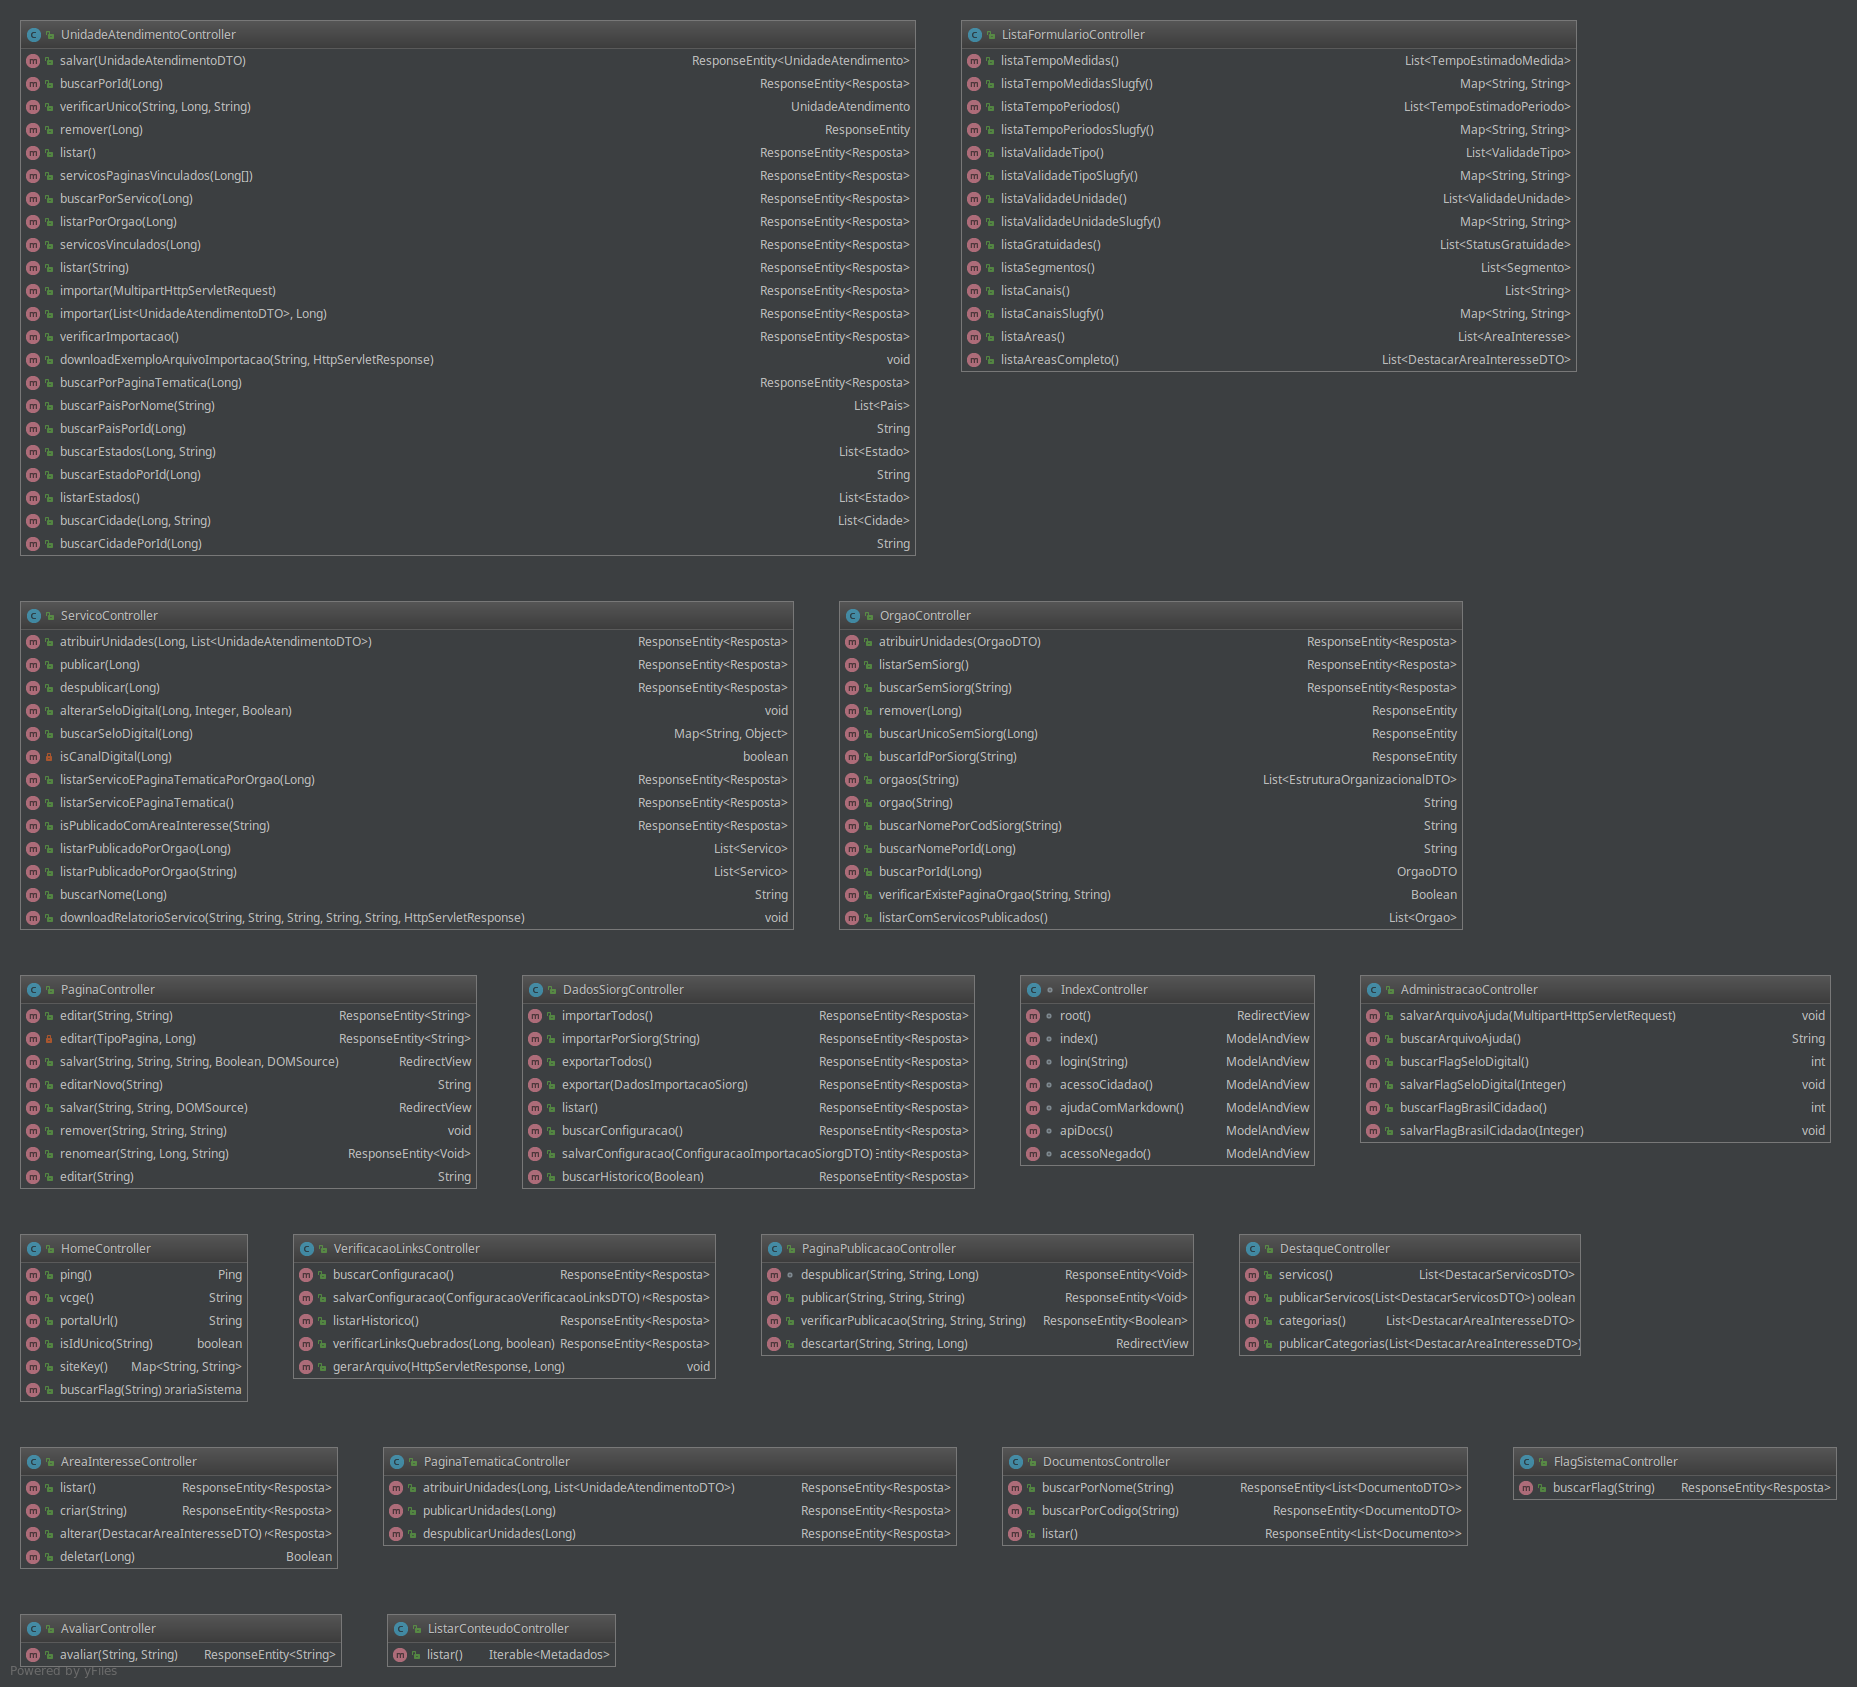 UnidadeAtendimentoController
salvar(UnidadeAtendimentoDTO) ResponseEntity<UnidadeAtendimento>
buscarPorId(Long) ResponseEntity<Resposta>
verificarUnico(String, Long, String) UnidadeAtendimento
remover(Long) ResponseEntity
listar() ResponseEntity<Resposta>
servicosPaginasVinculados(Long[]) ResponseEntity<Resposta>
buscarPorServico(Long) ResponseEntity<Resposta>
listarPorOrgao(Long) ResponseEntity<Resposta>
servicosVinculados(Long) ResponseEntity<Resposta>
listar(String) ResponseEntity<Resposta>
importar(MultipartHttpServletRequest) ResponseEntity<Resposta>
importar(List<UnidadeAtendimentoDTO>, Long) ResponseEntity<Resposta>
verificarImportacao() ResponseEntity<Resposta>
downloadExemploArquivoImportacao(String, HttpServletResponse) void
buscarPorPaginaTematica(Long) ResponseEntity<Resposta>
buscarPaisPorNome(String) List<Pais>
buscarPaisPorId(Long) String
buscarEstados(Long, String) List<Estado>
buscarEstadoPorId(Long) String
listarEstados() List<Estado>
buscarCidade(Long, String) List<Cidade>
buscarCidadePorId(Long) String
ListaFormularioController
listaTempoMedidas() List<TempoEstimadoMedida>
listaTempoMedidasSlugfy() Map<String, String>
listaTempoPeriodos() List<TempoEstimadoPeriodo>
listaTempoPeriodosSlugfy() Map<String, String>
listaValidadeTipo() List<ValidadeTipo>
listaValidadeTipoSlugfy() Map<String, String>
listaValidadeUnidade() List<ValidadeUnidade>
listaValidadeUnidadeSlugfy() Map<String, String>
listaGratuidades() List<StatusGratuidade>
listaSegmentos() List<Segmento>
listaCanais() List<String>
listaCanaisSlugfy() Map<String, String>
listaAreas() List<AreaInteresse>
listaAreasCompleto() List<DestacarAreaInteresseDTO>
ServicoController
atribuirUnidades(Long, List<UnidadeAtendimentoDTO>) ResponseEntity<Resposta>
publicar(Long) ResponseEntity<Resposta>
despublicar(Long) ResponseEntity<Resposta>
alterarSeloDigital(Long, Integer, Boolean) void
buscarSeloDigital(Long) Map<String, Object>
isCanalDigital(Long) boolean
listarServicoEPaginaTematicaPorOrgao(Long) ResponseEntity<Resposta>
listarServicoEPaginaTematica() ResponseEntity<Resposta>
isPublicadoComAreaInteresse(String) ResponseEntity<Resposta>
listarPublicadoPorOrgao(Long) List<Servico>
listarPublicadoPorOrgao(String) List<Servico>
buscarNome(Long) String
downloadRelatorioServico(String, String, String, String, String, HttpServletResponse) void
OrgaoController
atribuirUnidades(OrgaoDTO) ResponseEntity<Resposta>
listarSemSiorg() ResponseEntity<Resposta>
buscarSemSiorg(String) ResponseEntity<Resposta>
remover(Long) ResponseEntity
buscarUnicoSemSiorg(Long) ResponseEntity
buscarIdPorSiorg(String) ResponseEntity
orgaos(String) List<EstruturaOrganizacionalDTO>
orgao(String) String
buscarNomePorCodSiorg(String) String
buscarNomePorId(Long) String
buscarPorId(Long) OrgaoDTO
verificarExistePaginaOrgao(String, String) Boolean
listarComServicosPublicados() List<Orgao>
PaginaController
editar(String, String) ResponseEntity<String>
editar(TipoPagina, Long) ResponseEntity<String>
salvar(String, String, String, Boolean, DOMSource) RedirectView
editarNovo(String) String
salvar(String, String, DOMSource) RedirectView
remover(String, String, String) void
renomear(String, Long, String) ResponseEntity<Void>
editar(String) String
DadosSiorgController
importarTodos() ResponseEntity<Resposta>
importarPorSiorg(String) ResponseEntity<Resposta>
exportarTodos() ResponseEntity<Resposta>
exportar(DadosImportacaoSiorg) ResponseEntity<Resposta>
listar() ResponseEntity<Resposta>
buscarConfiguracao() ResponseEntity<Resposta>
salvarConfiguracao(ConfiguracaoImportacaoSiorgDTO) Entity<Resposta>
buscarHistorico(Boolean) ResponseEntity<Resposta>
IndexController
root() RedirectView
index() ModelAndView
login(String) ModelAndView
acessoCidadao() ModelAndView
ajudaComMarkdown() ModelAndView
apiDocs() ModelAndView
acessoNegado() ModelAndView
AdministracaoController
salvarArquivoAjuda(MultipartHttpServletRequest) void
buscarArquivoAjuda() String
buscarFlagSeloDigital() int
salvarFlagSeloDigital(Integer) void
buscarFlagBrasilCidadao() int
salvarFlagBrasilCidadao(Integer) void
HomeController
ping() Ping
vcge() String
portalUrl() String
isIdUnico(String) boolean
siteKey() Map<String, String>
buscarFlag(String) orariaSistema
VerificacaoLinksController
buscarConfiguracao() ResponseEntity<Resposta>
salvarConfiguracao(ConfiguracaoVerificacaoLinksDTO) <Resposta>
listarHistorico() ResponseEntity<Resposta>
verificarLinksQuebrados(Long, boolean) ResponseEntity<Resposta>
gerarArquivo(HttpServletResponse, Long) void
PaginaPublicacaoController
despublicar(String, String, Long) ResponseEntity<Void>
publicar(String, String, String) ResponseEntity<Void>
verificarPublicacao(String, String, String) ResponseEntity<Boolean>
descartar(String, String, Long) RedirectView
DestaqueController
servicos() List<DestacarServicosDTO>
publicarServicos(List<DestacarServicosDTO>) oolean
categorias() List<DestacarAreaInteresseDTO>
publicarCategorias(List<DestacarAreaInteresseDTO>)
AreaInteresseController
listar() ResponseEntity<Resposta>
criar(String) ResponseEntity<Resposta>
alterar(DestacarAreaInteresseDTO) <Resposta>
deletar(Long) Boolean
PaginaTematicaController
atribuirUnidades(Long, List<UnidadeAtendimentoDTO>) ResponseEntity<Resposta>
publicarUnidades(Long) ResponseEntity<Resposta>
despublicarUnidades(Long) ResponseEntity<Resposta>
DocumentosController
buscarPorNome(String) ResponseEntity<List<DocumentoDTO>>
buscarPorCodigo(String) ResponseEntity<DocumentoDTO>
listar() ResponseEntity<List<Documento>>
FlagSistemaController
buscarFlag(String) ResponseEntity<Resposta>
AvaliarController
avaliar(String, String) ResponseEntity<String>
ListarConteudoController
listar() Iterable<Metadados>
Powered by yFiles